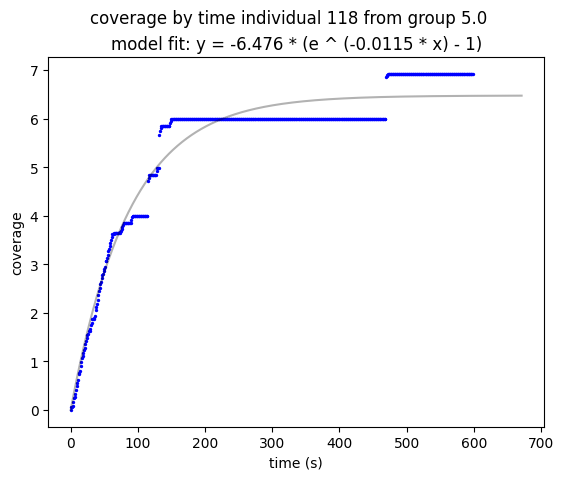 coverage by time individual 118 from group 5.0
model fit: y = -6.476 * (e ^ (-0.0115 * x) - 1)
7
6
5
4
3
2
1
0
coverage
0 100 200 300 400 500 600 700
time (s)